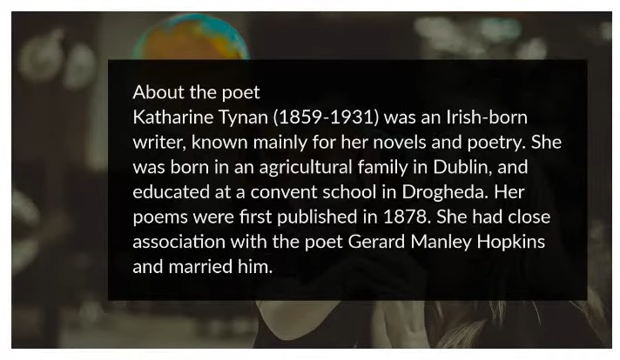 About the poet
Katharine Tynan (1859-1931) was an Irish-born
writer, known mainly for her novels and poetry. She
was born in an agricultural family in Dublin, and
educated at a convent school in Drogheda. Her
poems were first published in 1878. She had close
association with the poet Gerard Manley Hopkins
and married him.